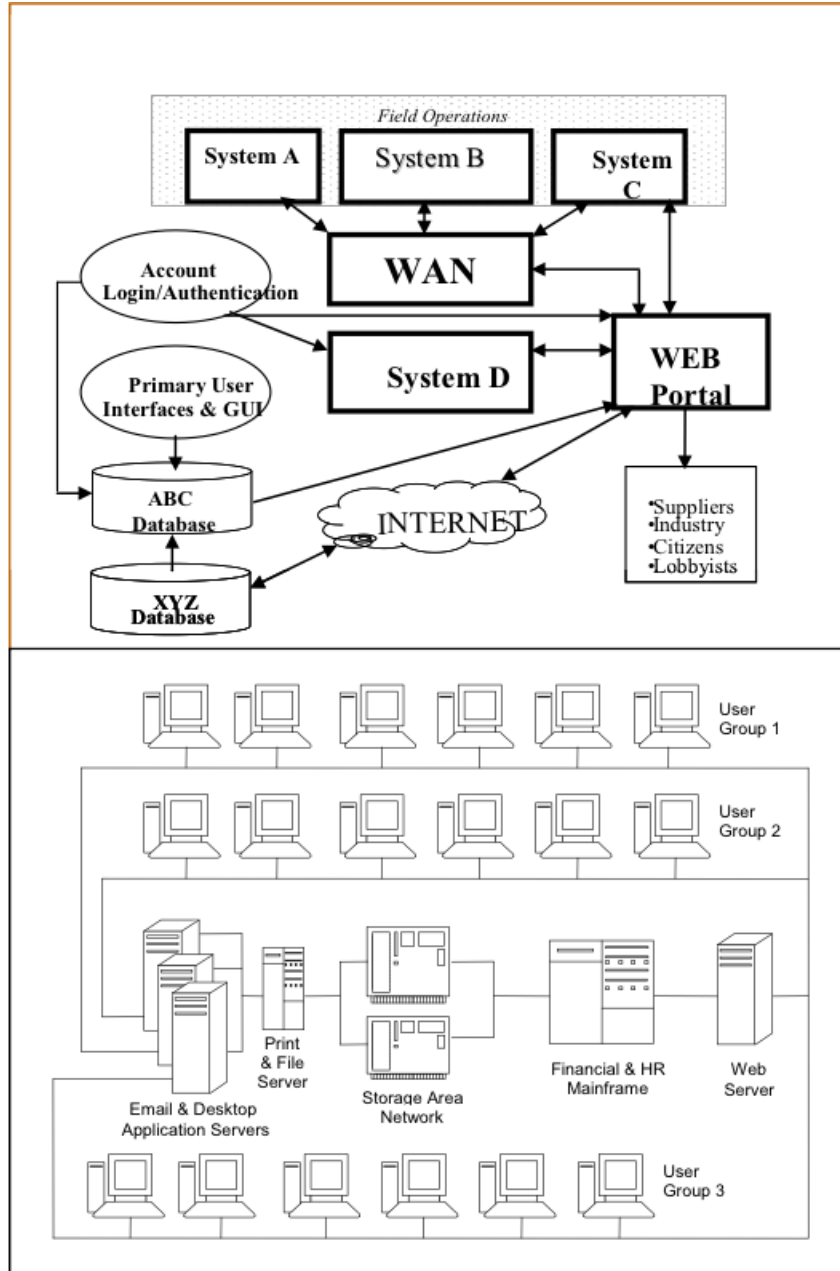 Field Operations
System A
System B
System
C
WAN
Account
Login/Authentication
System D
WEB
Portal
Primary User
Interfaces & GUI
ABC
Database
INTERNET
•Suppliers
•Industry
•Citizens
•Lobbyists
XYZ
Database
User
Group 1
User
Group 2
Print
& File
Server
Email & Desktop
Application Servers
Storage Area
Network
Financial & HR
Mainframe
Web
Server
User
Group 3